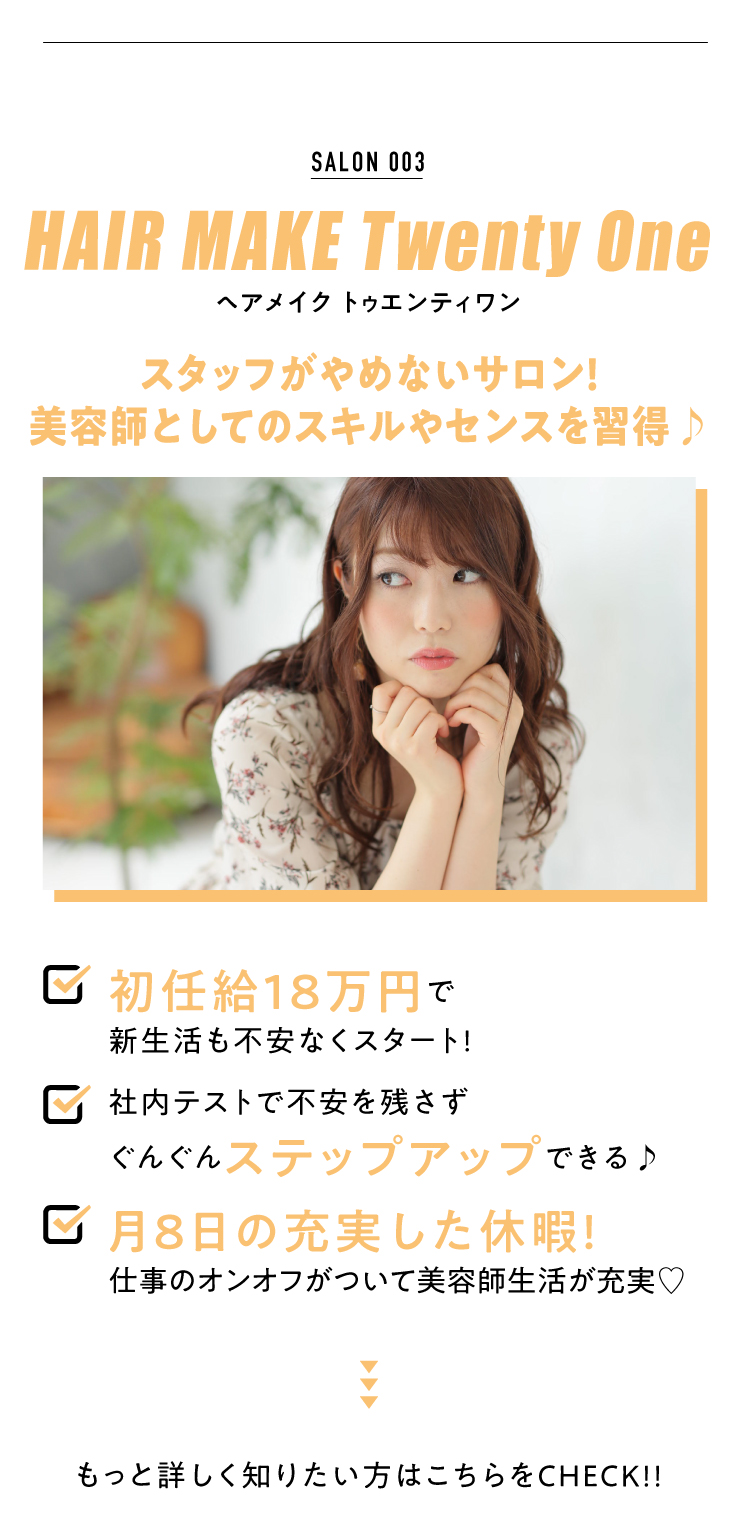 SALON 003
HAIR MAKE Twenty One
ヘアメイク トゥエンティワン
スタッフがやめないサロン!
美容師としてのスキルやセンスを習得♪
初任給18万円で
新生活も不安なくスタート!
社内テストで不安を残さず
ぐんぐんステップアップできる♪
月8日の充実した休暇!
仕事のオンオフがついて美容師生活が充実♡
もっと詳しく知りたい方はこちらをCHECK!!